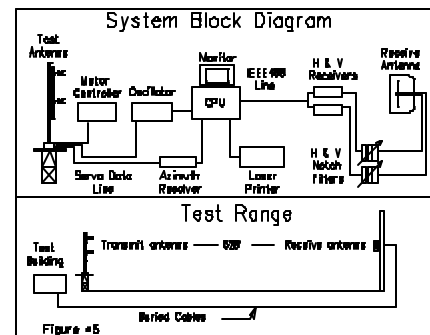 System Block Diagram
Test
Antenna
Motor
Controller
Oscillator
Monitor
CPU
IEEE488
Line
H & V
Receivers
Receive
Antenna
Servo Data
Line
Azimuth
Receiver
Laser
Printer
H & V
Notch
Filters
Test Range
Test
Building
Transmit antenna
Receive antenna
Buried Cables
Figure #5